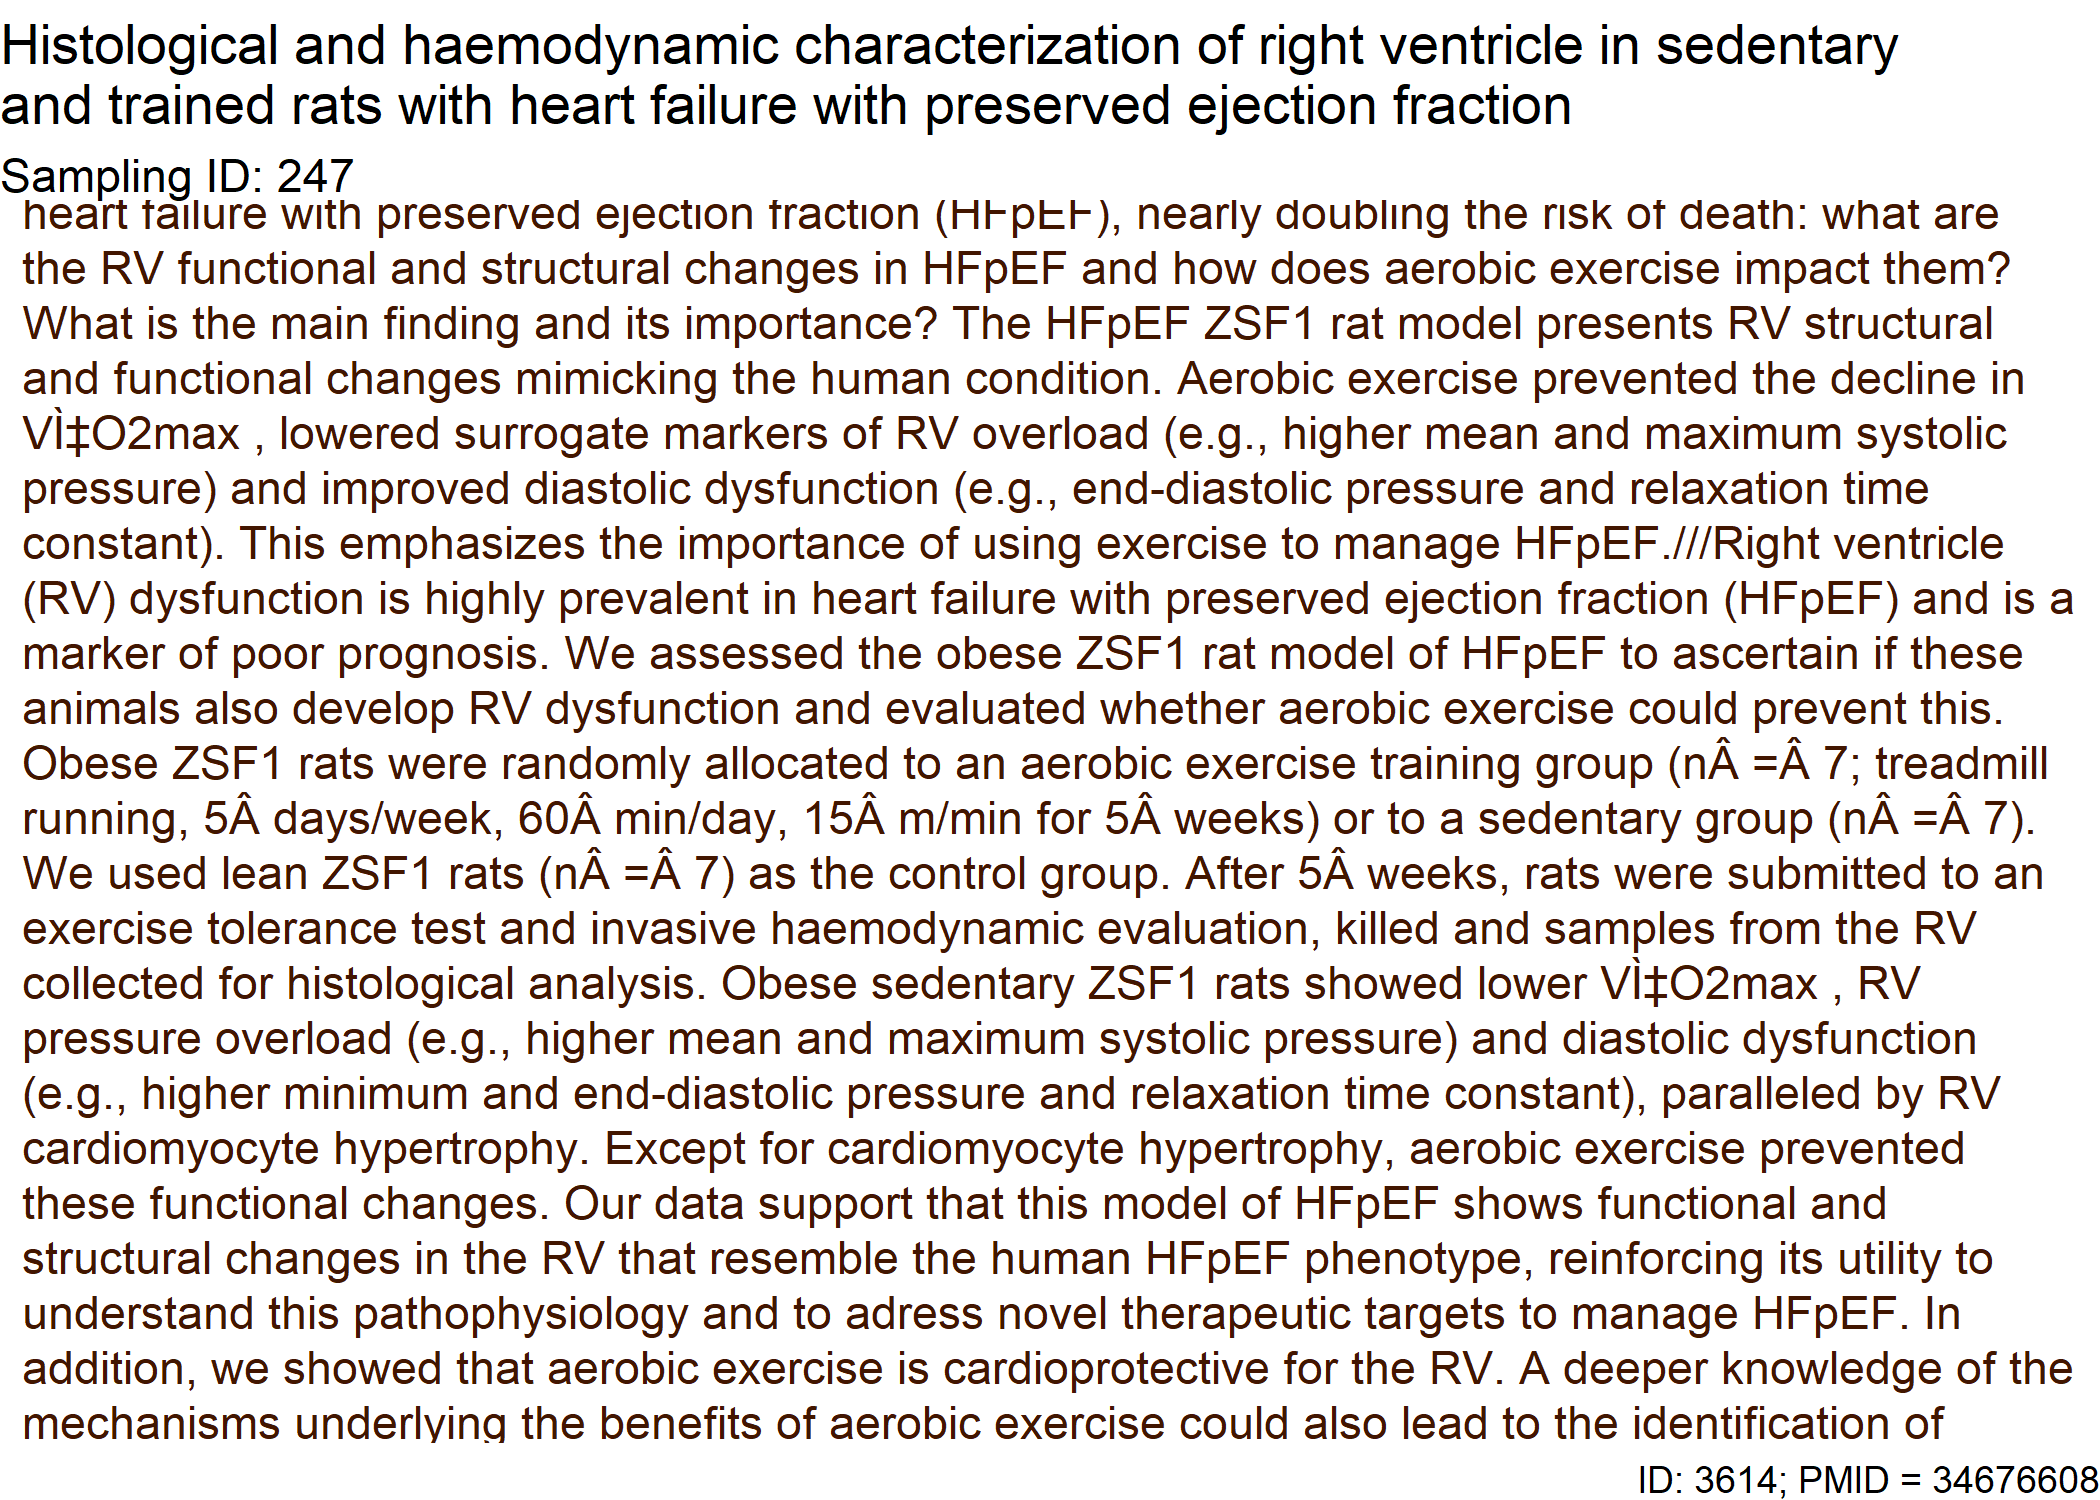 Histological and haemodynamic characterization of right ventricle in sedentary
and trained rats with heart failure with preserved ejection fraction
Sampling ID: 247
heart failure with preserved ejection fraction (HFpEF), nearly doubling the risk of death: what are
the RV functional and structural changes in HFpEF and how does aerobic exercise impact them?
What is the main finding and its importance? The HFpEF ZSF1 rat model presents RV structural
and functional changes mimicking the human condition. Aerobic exercise prevented the decline in
VÌ‡O2max , lowered surrogate markers of RV overload (e.g., higher mean and maximum systolic
pressure) and improved diastolic dysfunction (e.g., end-diastolic pressure and relaxation time
constant). This emphasizes the importance of using exercise to manage HFpEF.///Right ventricle
(RV) dysfunction is highly prevalent in heart failure with preserved ejection fraction (HFpEF) and is a
marker of poor prognosis. We assessed the obese ZSF1 rat model of HFpEF to ascertain if these
animals also develop RV dysfunction and evaluated whether aerobic exercise could prevent this.
Obese ZSF1 rats were randomly allocated to an aerobic exercise training group (nÂ =Â 7; treadmill
running, 5Â days/week, 60Â min/day, 15Â m/min for 5Â weeks) or to a sedentary group (nÂ =Â 7).
We used lean ZSF1 rats (nÂ =Â 7) as the control group. After 5Â weeks, rats were submitted to an
exercise tolerance test and invasive haemodynamic evaluation, killed and samples from the RV
collected for histological analysis. Obese sedentary ZSF1 rats showed lower VÌ‡O2max , RV
pressure overload (e.g., higher mean and maximum systolic pressure) and diastolic dysfunction
(e.g., higher minimum and end-diastolic pressure and relaxation time constant), paralleled by RV
cardiomyocyte hypertrophy. Except for cardiomyocyte hypertrophy, aerobic exercise prevented
these functional changes. Our data support that this model of HFpEF shows functional and
structural changes in the RV that resemble the human HFpEF phenotype, reinforcing its utility to
understand this pathophysiology and to adress novel therapeutic targets to manage HFpEF. In
addition, we showed that aerobic exercise is cardioprotective for the RV. A deeper knowledge of the
mechanisms underlying the benefits of aerobic exercise could also lead to the identification of
ID: 3614; PMID = 34676608